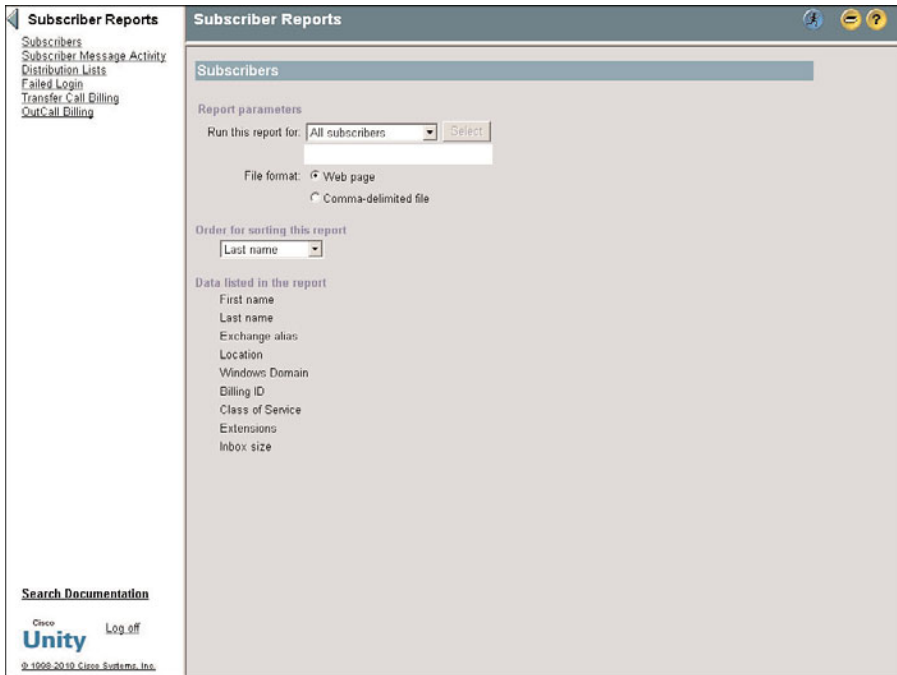 Subscriber Reports
Subscribers
Subscriber Message Activity
Distribution Lists
Failed Login
Transfer Call Billing
OutCall Billing
Search Documentation
Cisco
Unity
Log off
© 1998-2010 Cisco Systems, Inc.
Subscriber Reports
?
Subscribers
Report parameters
Run this report for: All subscribers Select
File format: Web page
Comma-delimited file
Order for sorting this report
Last name
Data listed in the report
First name
Last name
Exchange alias
Location
Windows Domain
Billing ID
Class of Service
Extensions
Inbox size